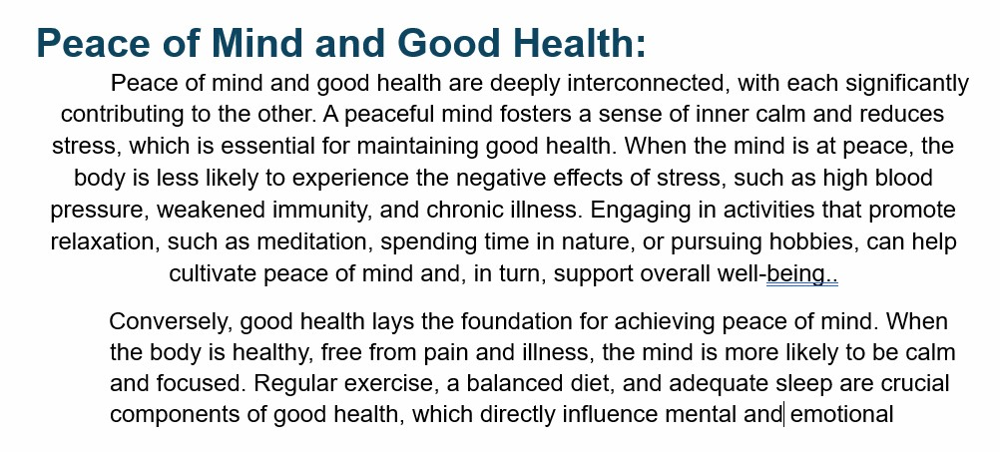 Peace of Mind and Good Health:
Peace of mind and good health are deeply interconnected, with each significantly
contributing to the other. A peaceful mind fosters a sense of inner calm and reduces
stress, which is essential for maintaining good health. When the mind is at peace, the
body is less likely to experience the negative effects of stress, such as high blood
pressure, weakened immunity, and chronic illness. Engaging in activities that promote
relaxation, such as meditation, spending time in nature, or pursuing hobbies, can help
cultivate peace of mind and, in turn, support overall well-being..
Conversely, good health lays the foundation for achieving peace of mind. When
the body is healthy, free from pain and illness, the mind is more likely to be calm
and focused. Regular exercise, a balanced diet, and adequate sleep are crucial
components of good health, which directly influence mental and emotional